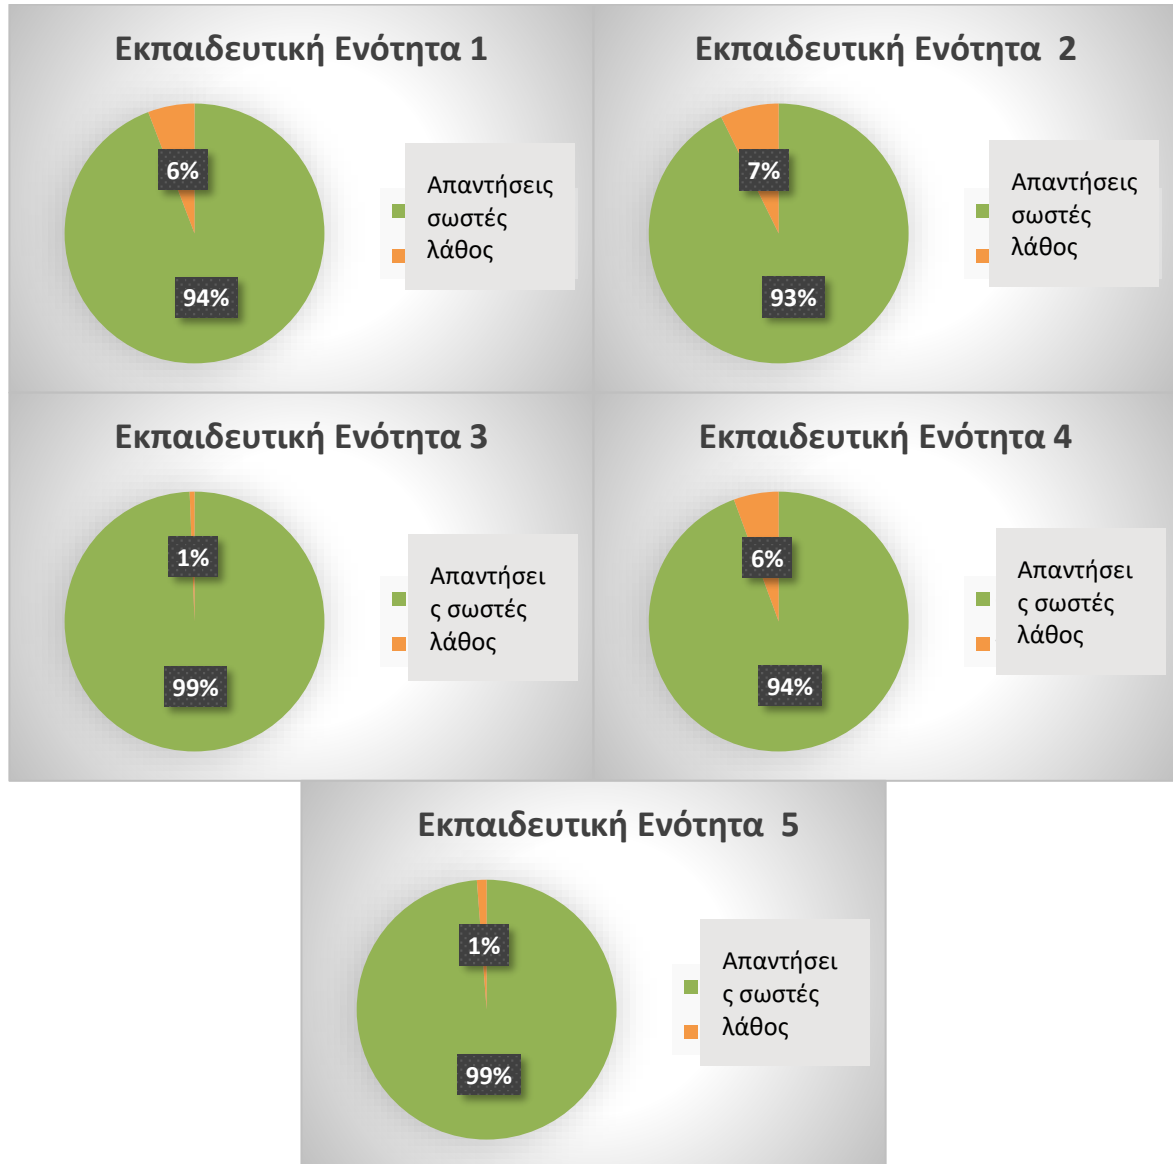 Εκπαιδευτική Ενότητα 1
6%
94%
Απαντήσεις
σωστές
λάθος
Εκπαιδευτική Ενότητα 2
7%
93%
Απαντήσεις
σωστές
λάθος
Εκπαιδευτική Ενότητα 3
1%
99%
Απαντήσει
ς σωστές
λάθος
Εκπαιδευτική Ενότητα 4
6%
94%
Απαντήσει
ς σωστές
λάθος
Εκπαιδευτική Ενότητα 5
1%
99%
Απαντήσει
ς σωστές
λάθος